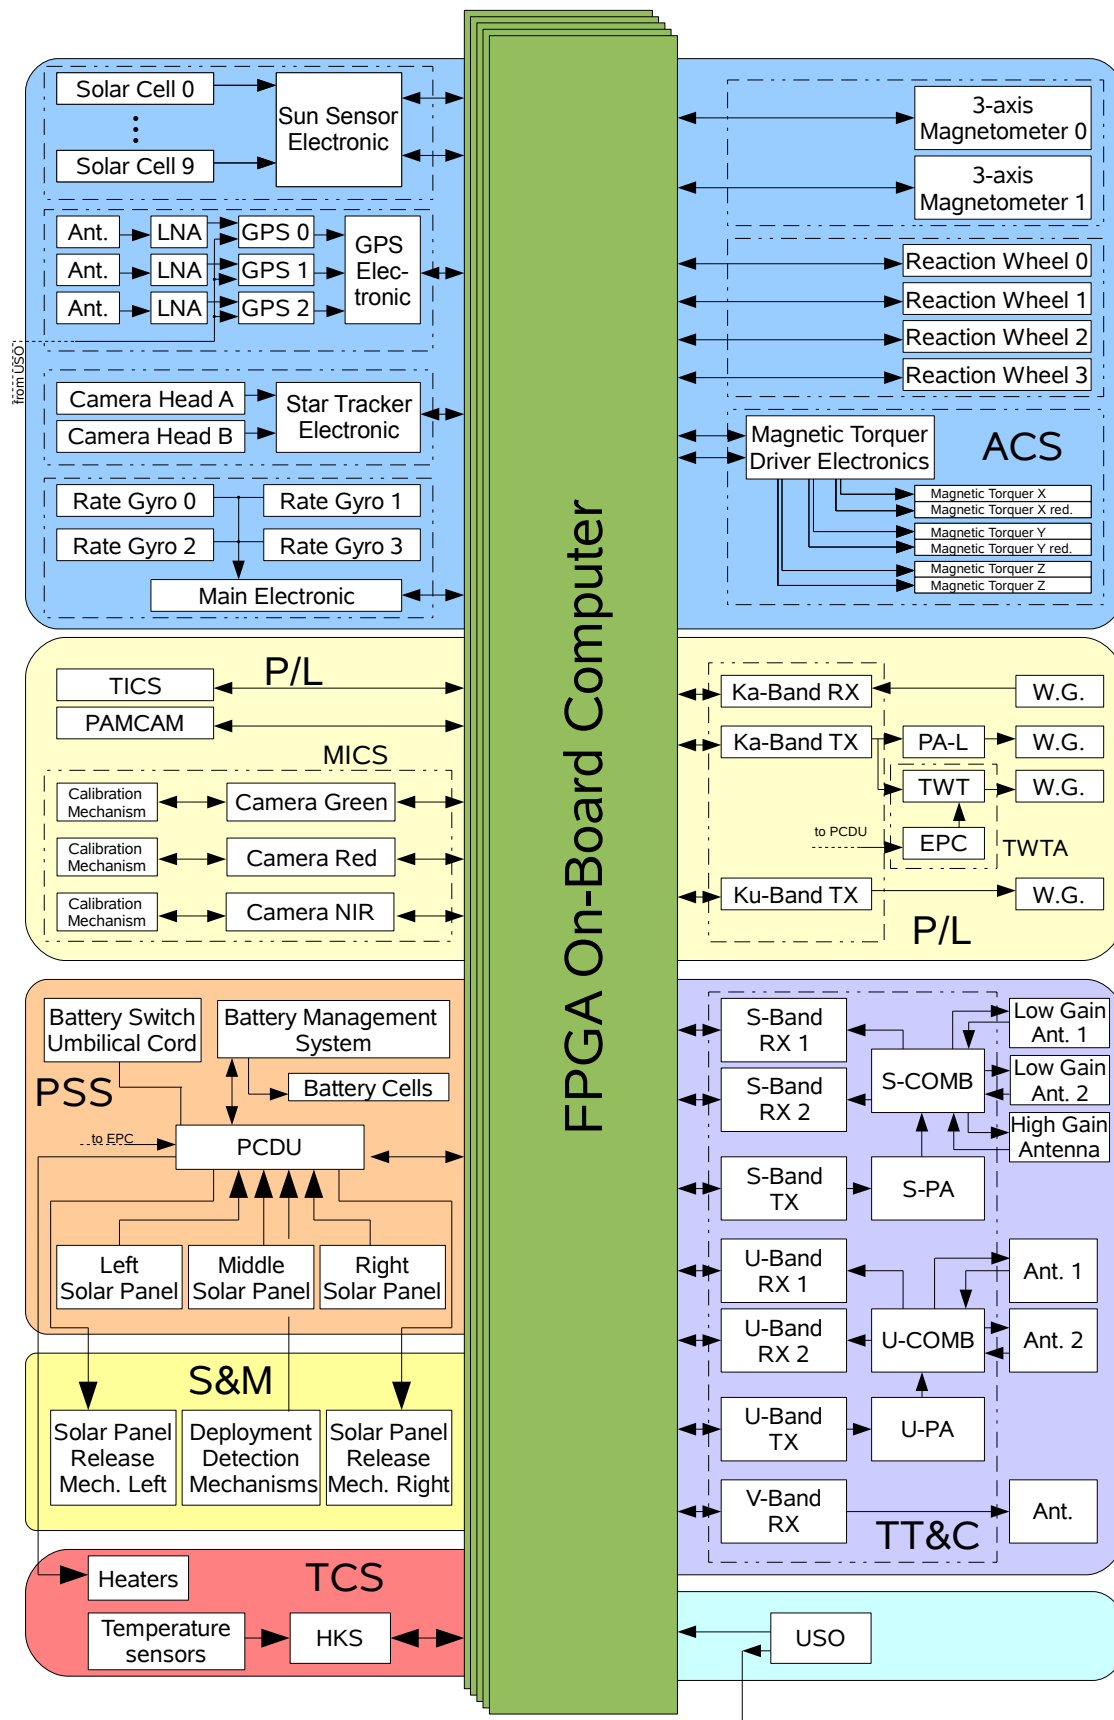 FPGA On-Board Computer
Solar Cell 0
Solar Cell 9
Sun Sensor
Electronic
Ant.
LNA
GPS 0
Ant.
LNA
GPS 1
Ant.
LNA
GPS 2
GPS
Elec-
tronic
from USO
Camera Head A
Camera Head B
Star Tracker
Electronic
Rate Gyro 0
Rate Gyro 1
Rate Gyro 2
Rate Gyro 3
Main Electronic
3-axis
Magnetometer 0
3-axis
Magnetometer 1
Reaction Wheel 0
Reaction Wheel 1
Reaction Wheel 2
Reaction Wheel 3
Magnetic Torquer
Driver Electronics
ACS
Magnetic Torquer X
Magnetic Torquer X red.
Magnetic Torquer Y
Magnetic Torquer Y red.
Magnetic Torquer Z
Magnetic Torquer Z
P/L
TICS
PAMCAM
MICS
Calibration
Mechanism
Camera Green
Calibration
Mechanism
Camera Red
Calibration
Mechanism
Camera NIR
Ka-Band RX
W.G.
Ka-Band TX
PA-L
W.G.
TWT
W.G.
to PCDU
EPC
TWTA
Ku-Band TX
W.G.
P/L
Battery Switch
Umbilical Cord
Battery Management
System
Battery Cells
PSS
to EPC
PCDU
Left
Solar Panel
Middle
Solar Panel
Right
Solar Panel
S&M
Solar Panel
Release
Mech. Left
Deployment
Detection
Mechanisms
Solar Panel
Release
Mech. Right
TCS
Heaters
Temperature
sensors
HKS
S-Band
RX 1
S-Band
RX 2
S-COMB
Low Gain
Ant. 1
Low Gain
Ant. 2
High Gain
Antenna
S-Band
TX
S-PA
U-Band
RX 1
U-Band
RX 2
U-COMB
Ant. 1
Ant. 2
U-Band
TX
U-PA
V-Band
RX
Ant.
TT&C
USO